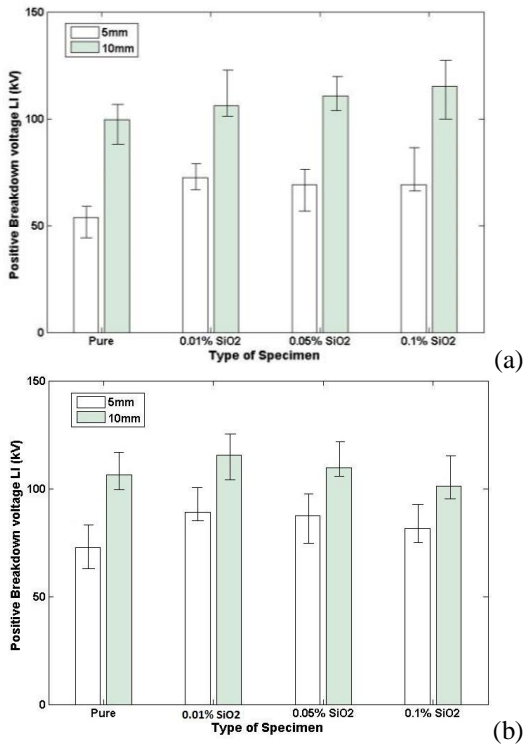 150
5mm
10mm
100
50
0
Positive Breakdown voltage LI (kV)
Pure
0.01% SiO2
0.05% SiO2
0.1% SiO2
Type of Specimen
(a)
150
5mm
10mm
100
50
0
Positive Breakdown voltage LI (kV)
Pure
0.01% SiO2
0.05% SiO2
0.1% SiO2
Type of Specimen
(b)